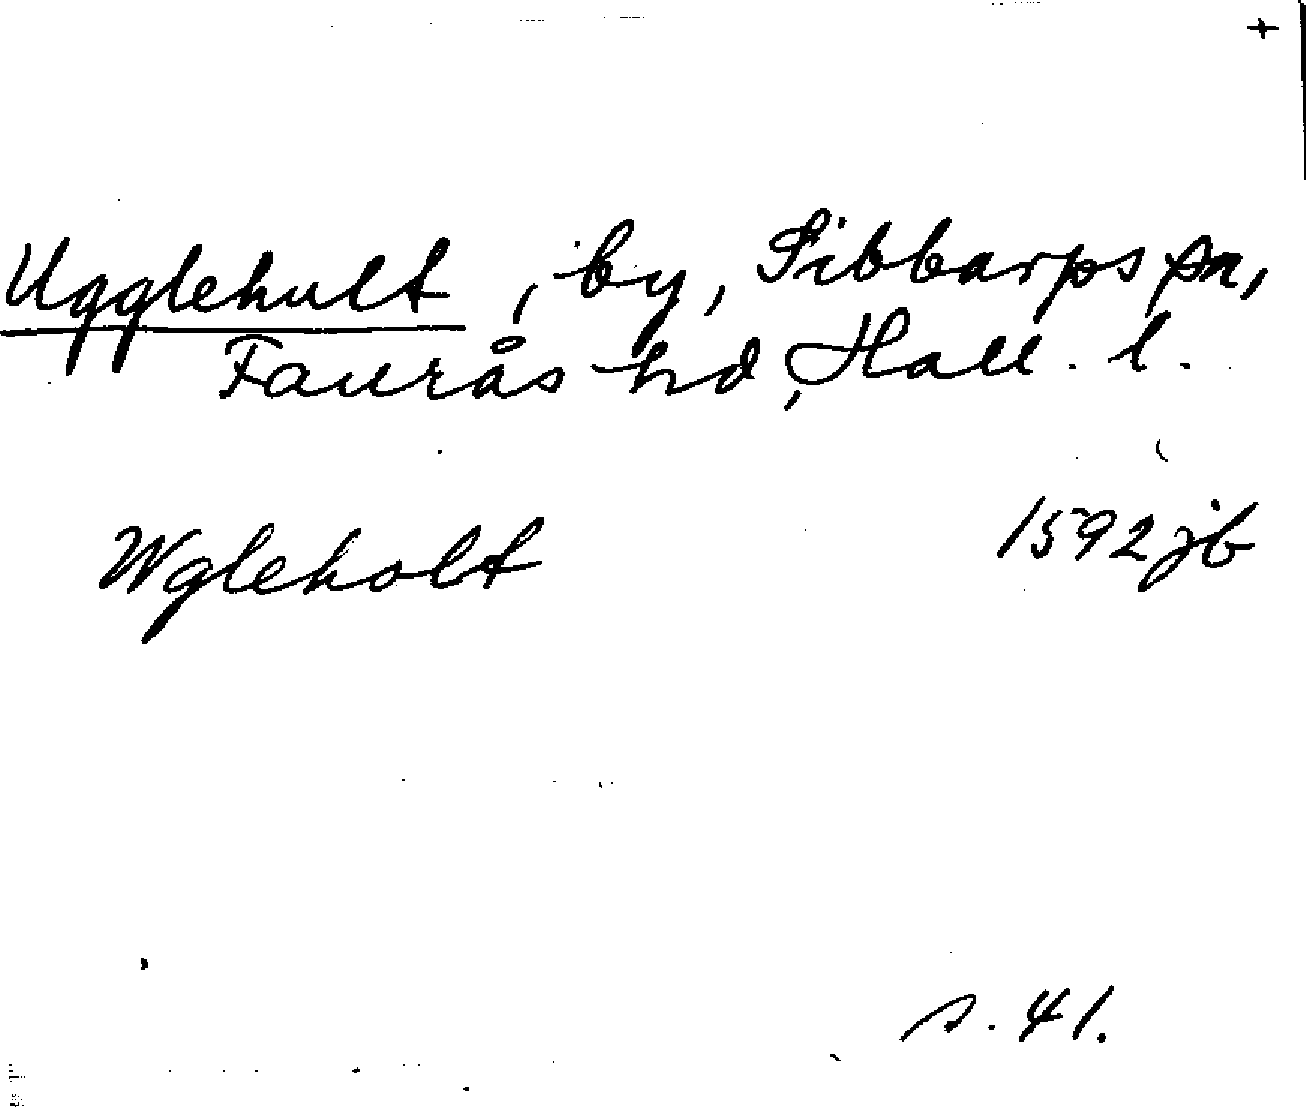 +
Ugglehult, by, Sibbarps sn,
Faurås hd, Hall. l.
Wgleholt 1592 jb
s. 41.